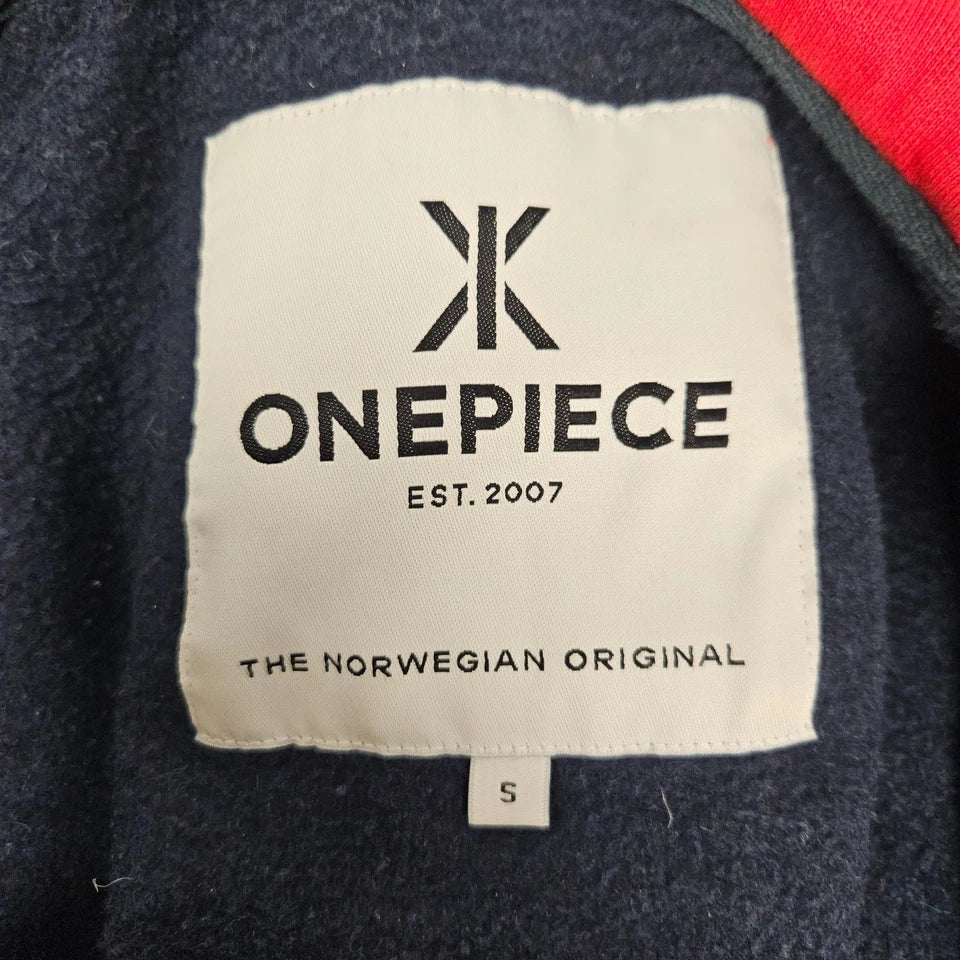 ONEPIECE
EST. 2007
THE NORWEGIAN ORIGINAL
S